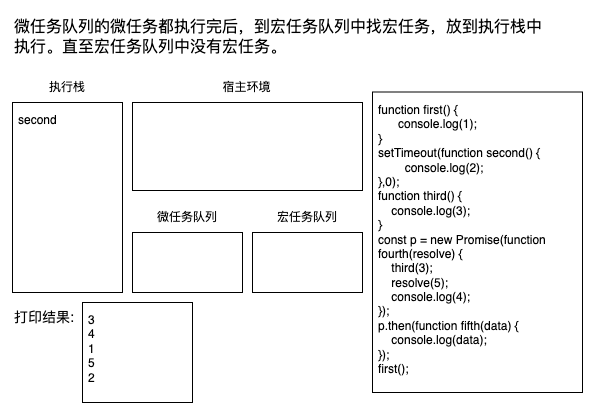 微任务队列的微任务都执行完后，到宏任务队列中找宏任务，放到执行栈中
执行。直至宏任务队列中没有宏任务。
执行栈
宿主环境
second
微任务队列
宏任务队列
打印结果:
3
4
1
5
2
function first() {
console.log(1);
}
setTimeout(function second() {
console.log(2);
},0);
function third() {
console.log(3);
}
const p = new Promise(function
fourth(resolve) {
third(3);
resolve(5);
console.log(4);
});
p.then(function fifth(data) {
console.log(data);
});
first();